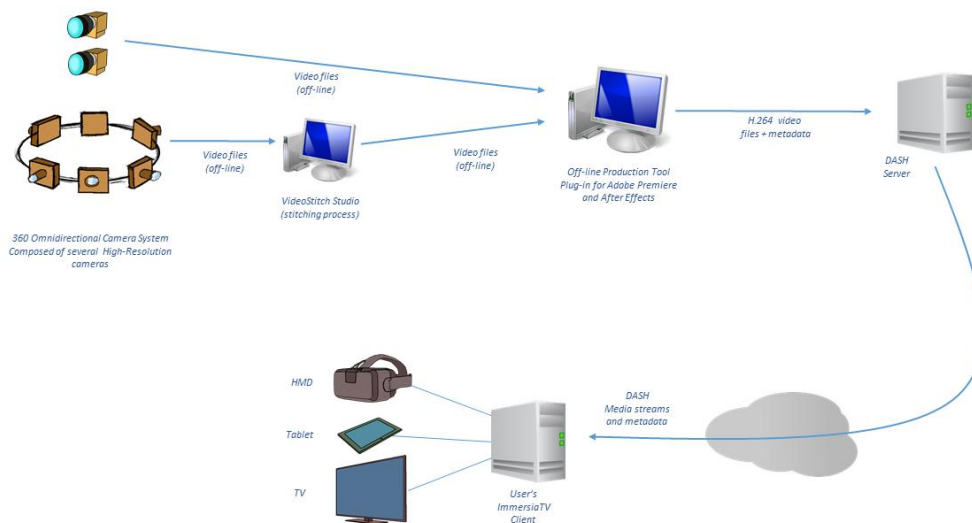 Video files
(off-line)
Video files
(off-line)
Video files
(off-line)
H.264 video
files + metadata
VideoStitch Studio
(stitching process)
Off-line Production Tool
Plug-in for Adobe Premiere
and After Effects
DASH
Server
360 Omnidirectional Camera System
Composed of several High-Resolution
cameras
HMD
Tablet
TV
DASH
Media streams
and metadata
User's
ImmersiaTV
Client